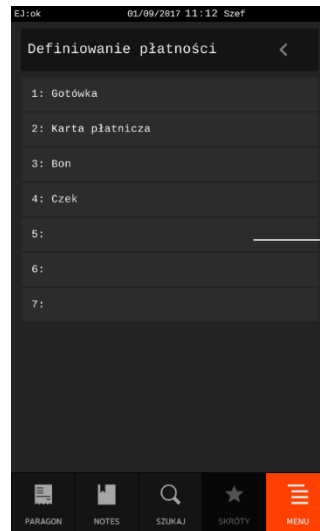 EJ:ok 01/09/2017 11:12 Szef
Definiowanie płatności
1: Gotówka
2: Karta płatnicza
3: Bon
4: Czek
5:
6:
7:
PARAGON NOTES SZUKAJ SKRÓTY MENU